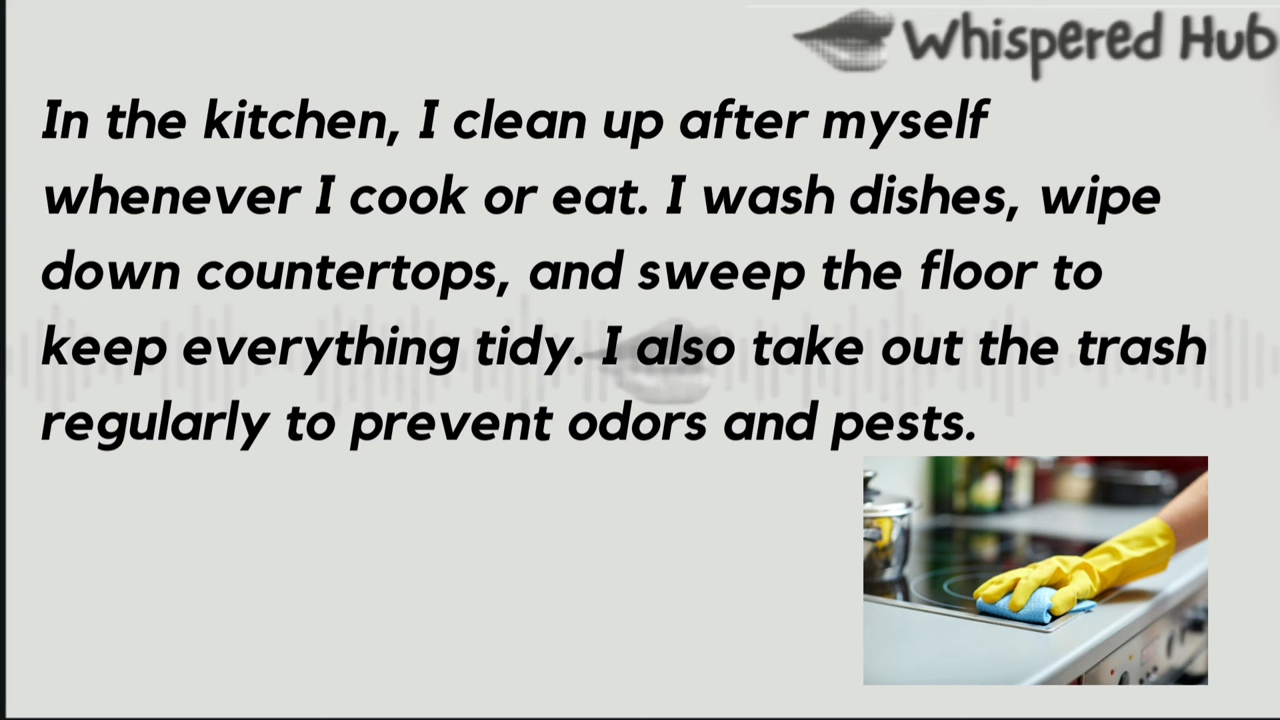 Whispered Hub
In the kitchen, I clean up after myself
whenever I cook or eat. I wash dishes, wipe
down countertops, and sweep the floor to
keep everything tidy. I also take out the trash
regularly to prevent odors and pests.